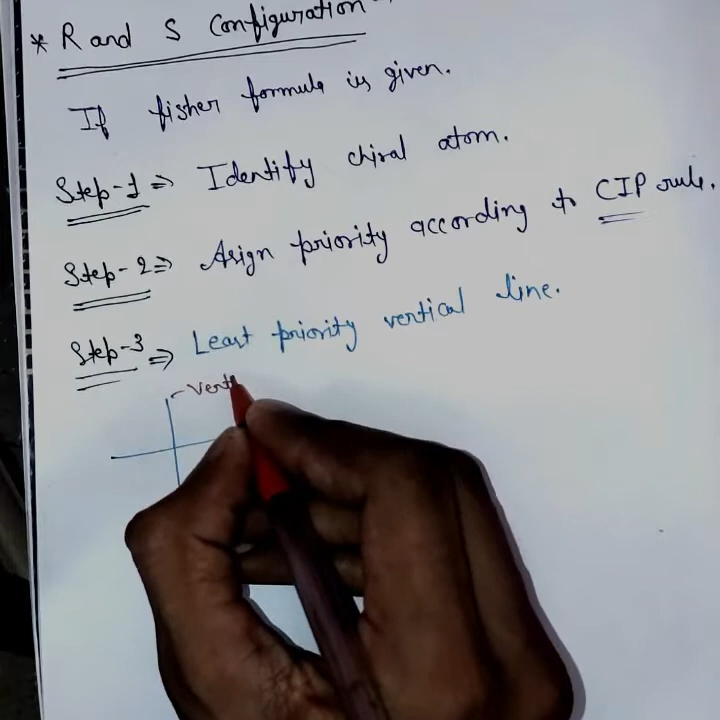 * R and S Configuration
If fisher formula is given.
Step-1 ⇒ Identify chiral atom.
Step-2 ⇒ Asign priority according to CIP rule.
Step-3 ⇒ Least priority vertical line.
Vert